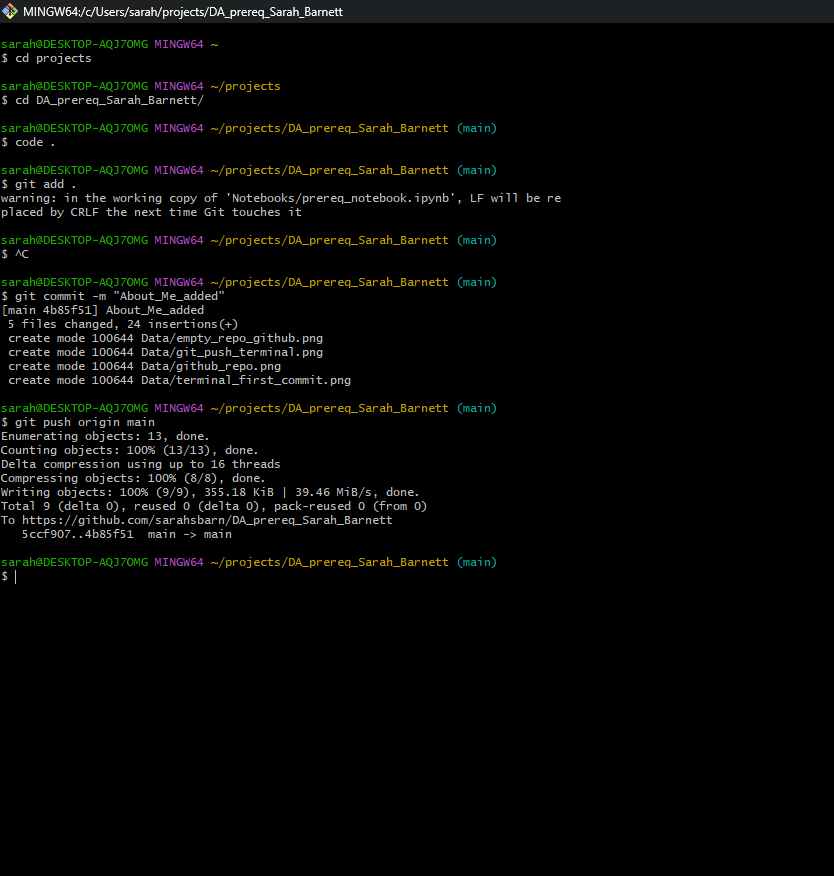 MINGW64:/c/Users/sarah/projects/DA_prereq_Sarah_Barnett
sarah@DESKTOP-AQJ7OMG MINGW64 ~
$ cd projects
sarah@DESKTOP-AQJ7OMG MINGW64 ~/projects
$ cd DA_prereq_Sarah_Barnett/
sarah@DESKTOP-AQJ7OMG MINGW64 ~/projects/DA_prereq_Sarah_Barnett (main)
$ code .
sarah@DESKTOP-AQJ7OMG MINGW64 ~/projects/DA_prereq_Sarah_Barnett (main)
$ git add .
warning: in the working copy of 'Notebooks/prereq_notebook.ipynb', LF will be re
placed by CRLF the next time Git touches it
sarah@DESKTOP-AQJ7OMG MINGW64 ~/projects/DA_prereq_Sarah_Barnett (main)
$ ^C
sarah@DESKTOP-AQJ7OMG MINGW64 ~/projects/DA_prereq_Sarah_Barnett (main)
$ git commit -m "About_Me_added"
[main 4b85f51] About_Me_added
 5 files changed, 24 insertions(+)
 create mode 100644 Data/empty_repo_github.png
 create mode 100644 Data/git_push_terminal.png
 create mode 100644 Data/github_repo.png
 create mode 100644 Data/terminal_first_commit.png
sarah@DESKTOP-AQJ7OMG MINGW64 ~/projects/DA_prereq_Sarah_Barnett (main)
$ git push origin main
Enumerating objects: 13, done.
Counting objects: 100% (13/13), done.
Delta compression using up to 16 threads
Compressing objects: 100% (8/8), done.
Writing objects: 100% (9/9), 355.18 KiB | 39.46 MiB/s, done.
Total 9 (delta 0), reused 0 (delta 0), pack-reused 0 (from 0)
To https://github.com/sarahsbarn/DA_prereq_Sarah_Barnett
   5ccf907..4b85f51  main -> main
sarah@DESKTOP-AQJ7OMG MINGW64 ~/projects/DA_prereq_Sarah_Barnett (main)
$